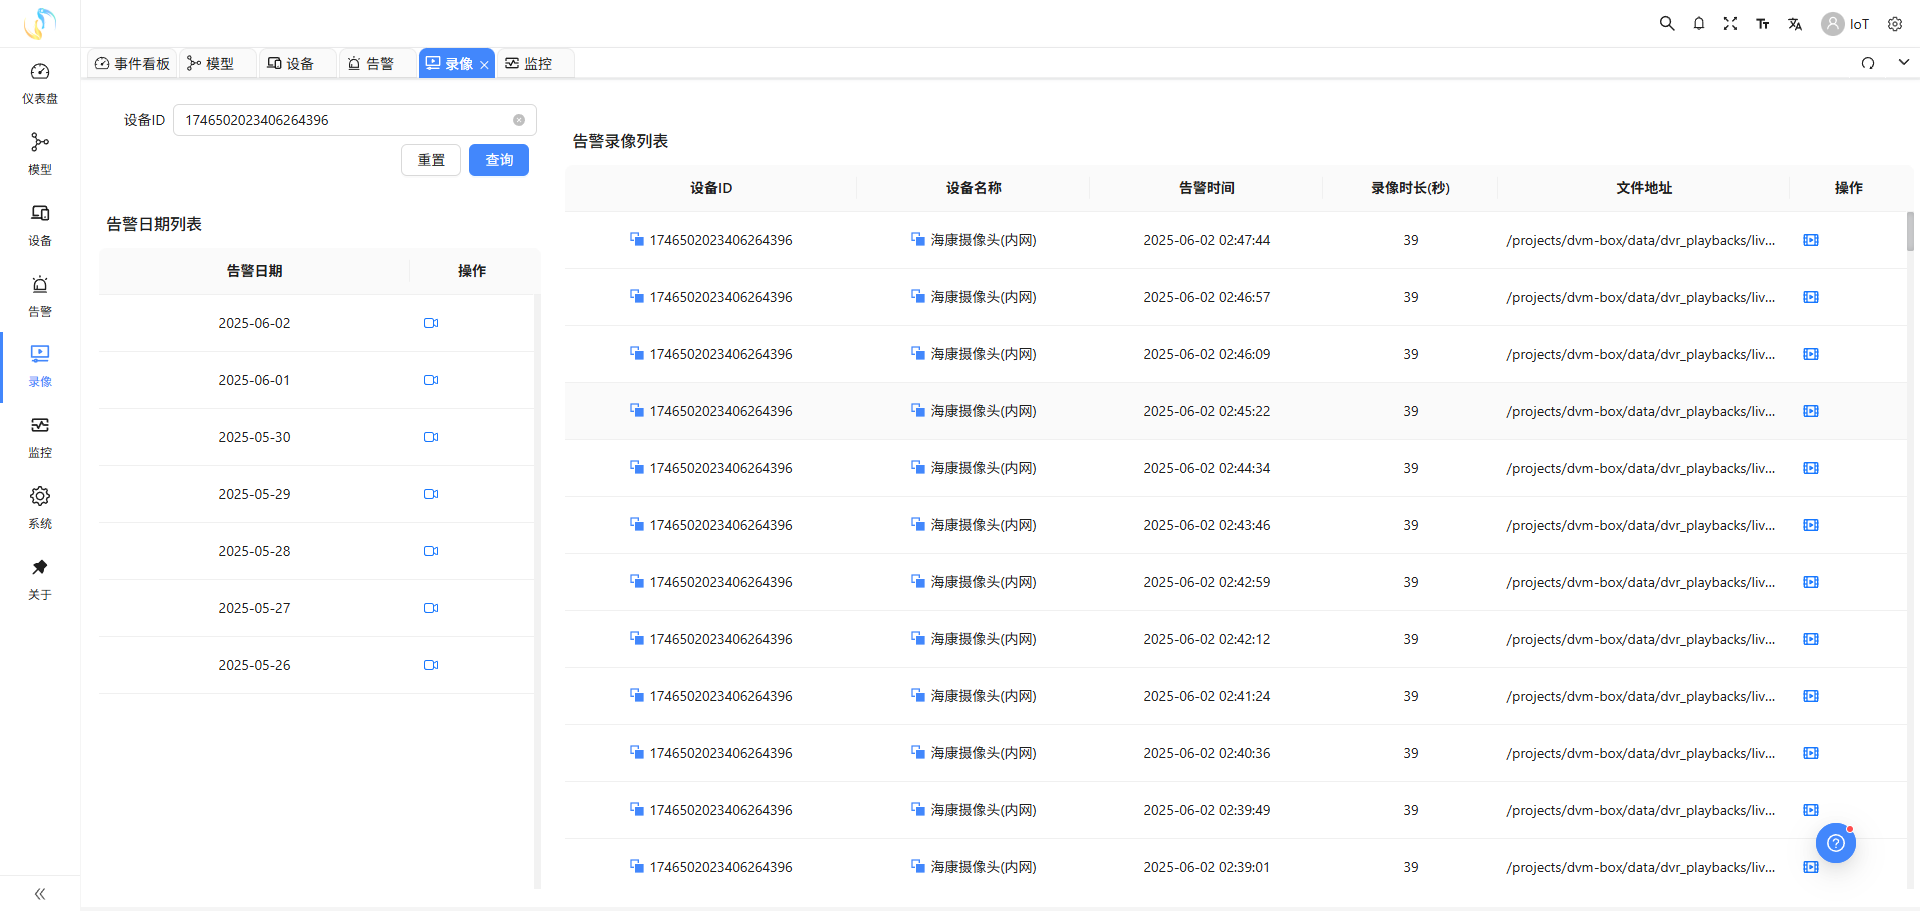 IoT
事件看板 模型 设备 告警 录像 监控
仪表盘
模型
设备
告警
录像
监控
系统
关于
设备ID 1746502023406264396
重置 查询
告警日期列表
告警日期 操作
2025-06-02
2025-06-01
2025-05-30
2025-05-29
2025-05-28
2025-05-27
2025-05-26
告警录像列表
设备ID 设备名称 告警时间 录像时长(秒) 文件地址 操作
1746502023406264396 海康摄像头(内网) 2025-06-02 02:47:44 39 /projects/dvm-box/data/dvr_playbacks/liv...
1746502023406264396 海康摄像头(内网) 2025-06-02 02:46:57 39 /projects/dvm-box/data/dvr_playbacks/liv...
1746502023406264396 海康摄像头(内网) 2025-06-02 02:46:09 39 /projects/dvm-box/data/dvr_playbacks/liv...
1746502023406264396 海康摄像头(内网) 2025-06-02 02:45:22 39 /projects/dvm-box/data/dvr_playbacks/liv...
1746502023406264396 海康摄像头(内网) 2025-06-02 02:44:34 39 /projects/dvm-box/data/dvr_playbacks/liv...
1746502023406264396 海康摄像头(内网) 2025-06-02 02:43:46 39 /projects/dvm-box/data/dvr_playbacks/liv...
1746502023406264396 海康摄像头(内网) 2025-06-02 02:42:59 39 /projects/dvm-box/data/dvr_playbacks/liv...
1746502023406264396 海康摄像头(内网) 2025-06-02 02:42:12 39 /projects/dvm-box/data/dvr_playbacks/liv...
1746502023406264396 海康摄像头(内网) 2025-06-02 02:41:24 39 /projects/dvm-box/data/dvr_playbacks/liv...
1746502023406264396 海康摄像头(内网) 2025-06-02 02:40:36 39 /projects/dvm-box/data/dvr_playbacks/liv...
1746502023406264396 海康摄像头(内网) 2025-06-02 02:39:49 39 /projects/dvm-box/data/dvr_playbacks/liv...
1746502023406264396 海康摄像头(内网) 2025-06-02 02:39:01 39 /projects/dvm-box/data/dvr_playbacks/liv...